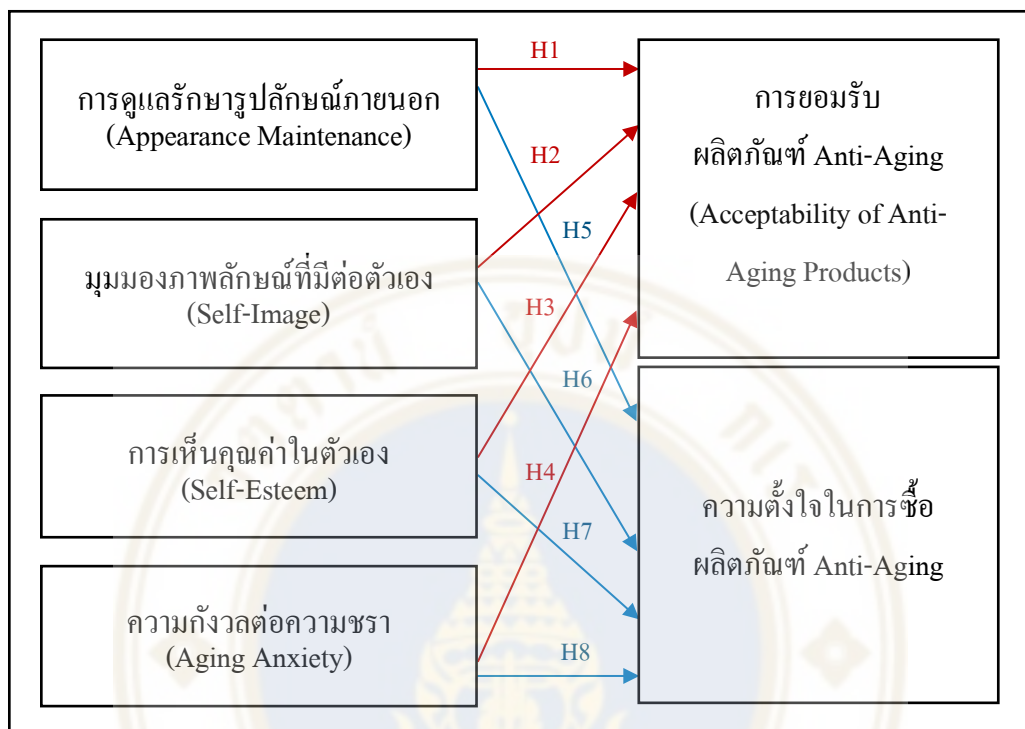 การดูแลรักษารูปลักษณ์ภายนอก
(Appearance Maintenance)
มุมมองภาพลักษณ์ที่มีต่อตัวเอง
(Self-Image)
การเห็นคุณค่าในตัวเอง
(Self-Esteem)
ความกังวลต่อความชรา
(Aging Anxiety)
H1
H2
H5
H3
H6
H4
H7
H8
การยอมรับ
ผลิตภัณฑ์ Anti-Aging
(Acceptability of Anti-
Aging Products)
ความตั้งใจในการซื้อ
ผลิตภัณฑ์ Anti-Aging